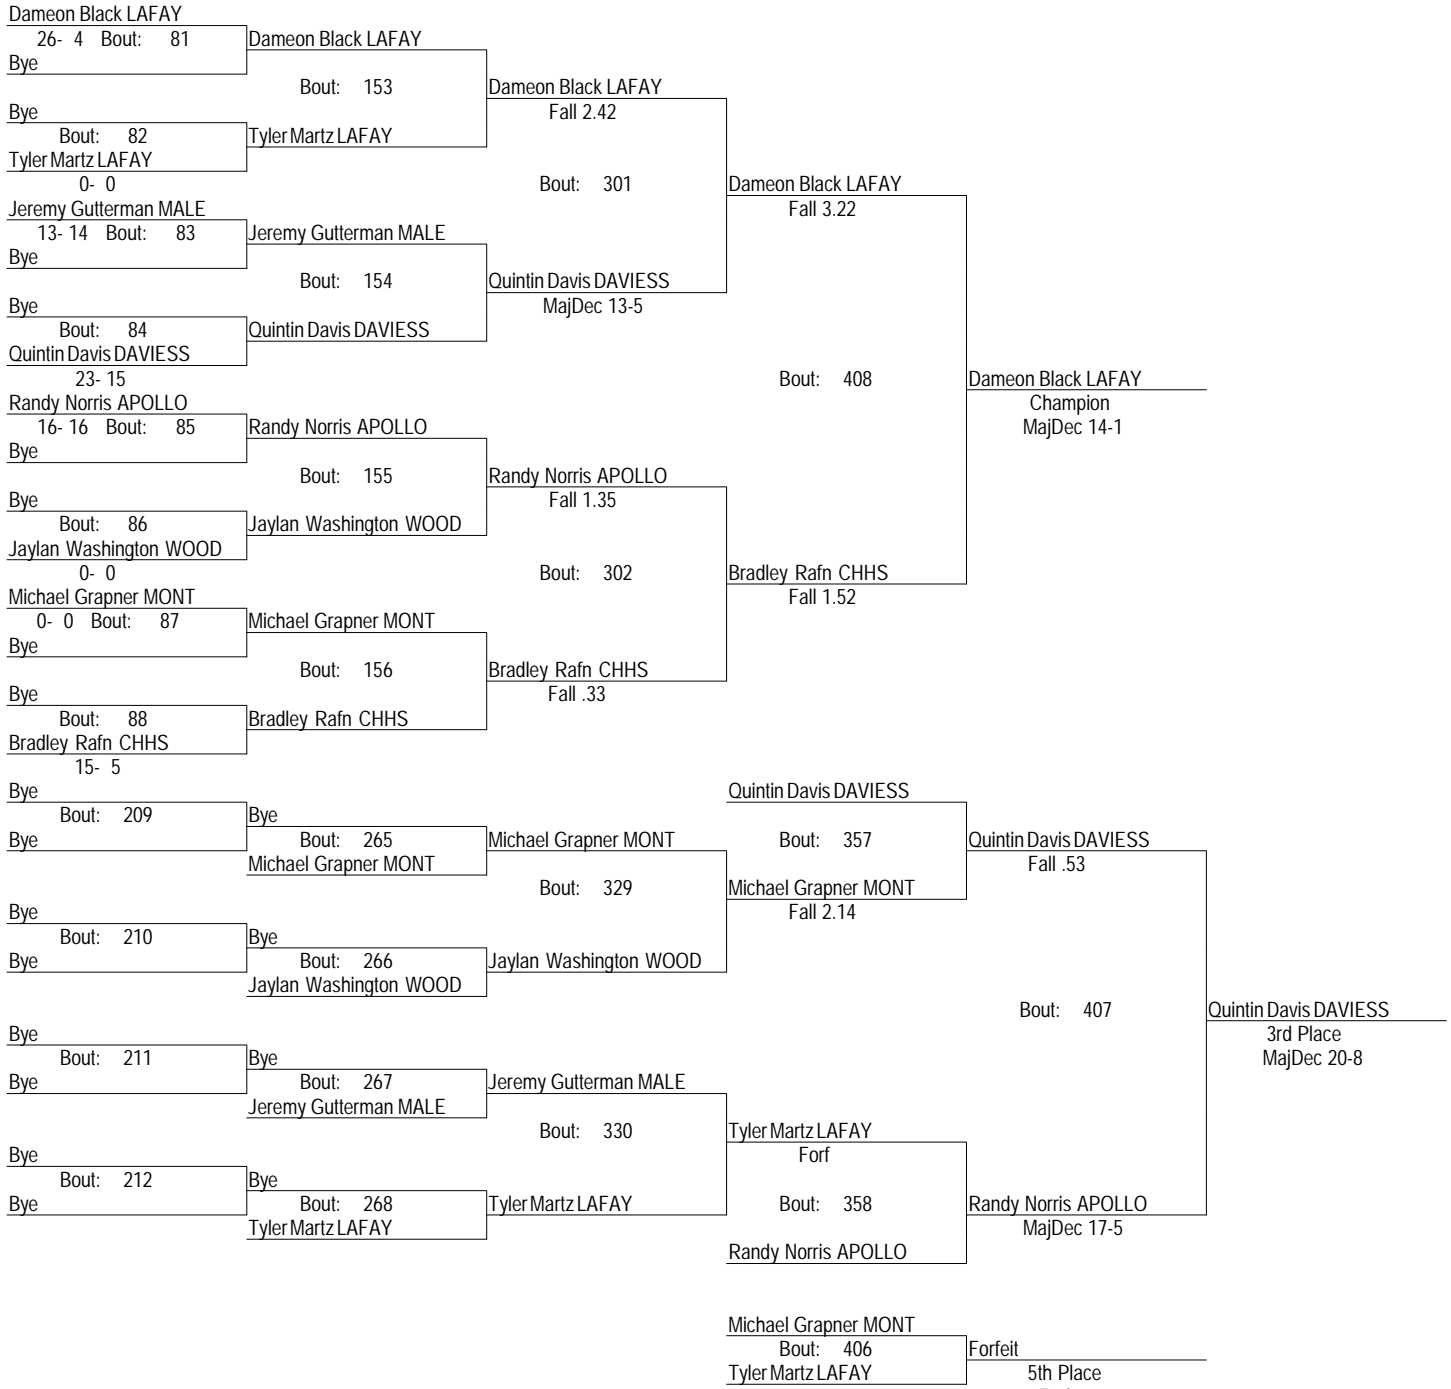 Dameon Black LAFAY
26- 4 Bout: 81
Dameon Black LAFAY
Bye
Bout: 153
Dameon Black LAFAY
Fall 2.42
Bye
Bout: 82
Tyler Martz LAFAY
Tyler Martz LAFAY
0- 0
Bout: 301
Dameon Black LAFAY
Fall 3.22
Jeremy Gutterman MALE
13- 14 Bout: 83
Jeremy Gutterman MALE
Bye
Bout: 154
Quintin Davis DAVIESS
MajDec 13-5
Bye
Bout: 84
Quintin Davis DAVIESS
Quintin Davis DAVIESS
23- 15
Bout: 408
Dameon Black LAFAY
Champion
MajDec 14-1
Randy Norris APOLLO
16- 16 Bout: 85
Randy Norris APOLLO
Bye
Bout: 155
Randy Norris APOLLO
Fall 1.35
Bye
Bout: 86
Jaylan Washington WOOD
Jaylan Washington WOOD
0- 0
Bout: 302
Bradley Rafn CHHS
Fall 1.52
Michael Grapner MONT
0- 0 Bout: 87
Michael Grapner MONT
Bye
Bout: 156
Bradley Rafn CHHS
Fall .33
Bye
Bout: 88
Bradley Rafn CHHS
Bradley Rafn CHHS
15- 5
Bye
Bout: 209
Bye
Bye
Bout: 265
Michael Grapner MONT
Michael Grapner MONT
Quintin Davis DAVIESS
Bout: 357
Quintin Davis DAVIESS
Fall .53
Bout: 329
Michael Grapner MONT
Fall 2.14
Bye
Bout: 210
Bye
Bye
Bout: 266
Jaylan Washington WOOD
Jaylan Washington WOOD
Bout: 407
Quintin Davis DAVIESS
3rd Place
MajDec 20-8
Bye
Bout: 211
Bye
Bye
Bout: 267
Jeremy Gutterman MALE
Jeremy Gutterman MALE
Bout: 330
Tyler Martz LAFAY
Forf
Bye
Bout: 212
Bye
Bye
Bout: 268
Tyler Martz LAFAY
Tyler Martz LAFAY
Bout: 358
Randy Norris APOLLO
MajDec 17-5
Randy Norris APOLLO
Michael Grapner MONT
Bout: 406
Forfeit
Tyler Martz LAFAY
5th Place